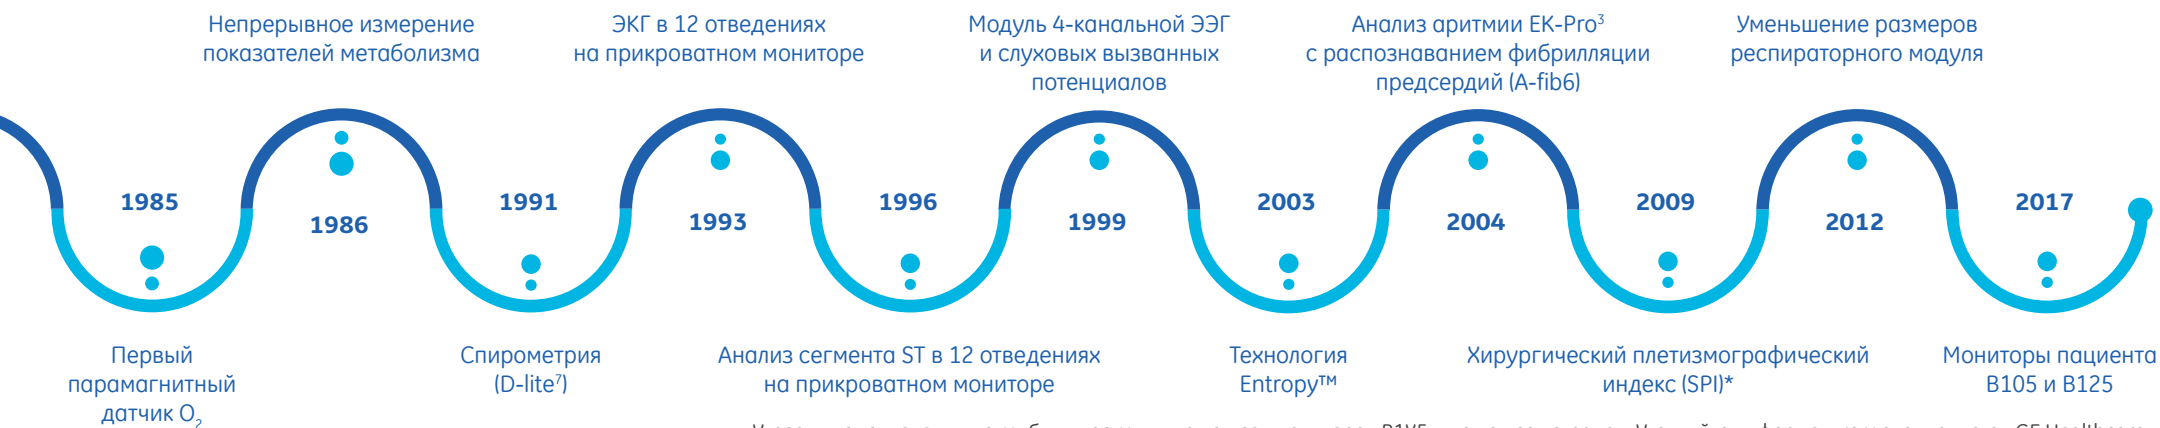 Непрерывное измерение
показателей метаболизма
ЭКГ в 12 отведениях
на прикроватном мониторе
Модуль 4-канальной ЭЭГ
и слуховых вызванных
потенциалов
Анализ аритмии EK-Pro³
с распознаванием фибрилляции
предсердий (A-fib6)
Уменьшение размеров
респираторного модуля
1985
1986
1991
1993
1996
1999
2003
2004
2009
2012
2017
Первый
парамагнитный
датчик O₂
Спирометрия
(D-lite⁷)
Анализ сегмента ST в 12 отведениях
на прикроватном мониторе
Технология
Entropy™
Хирургический плетизмографический
индекс (SPI)*
Мониторы пациента
B105 и B125